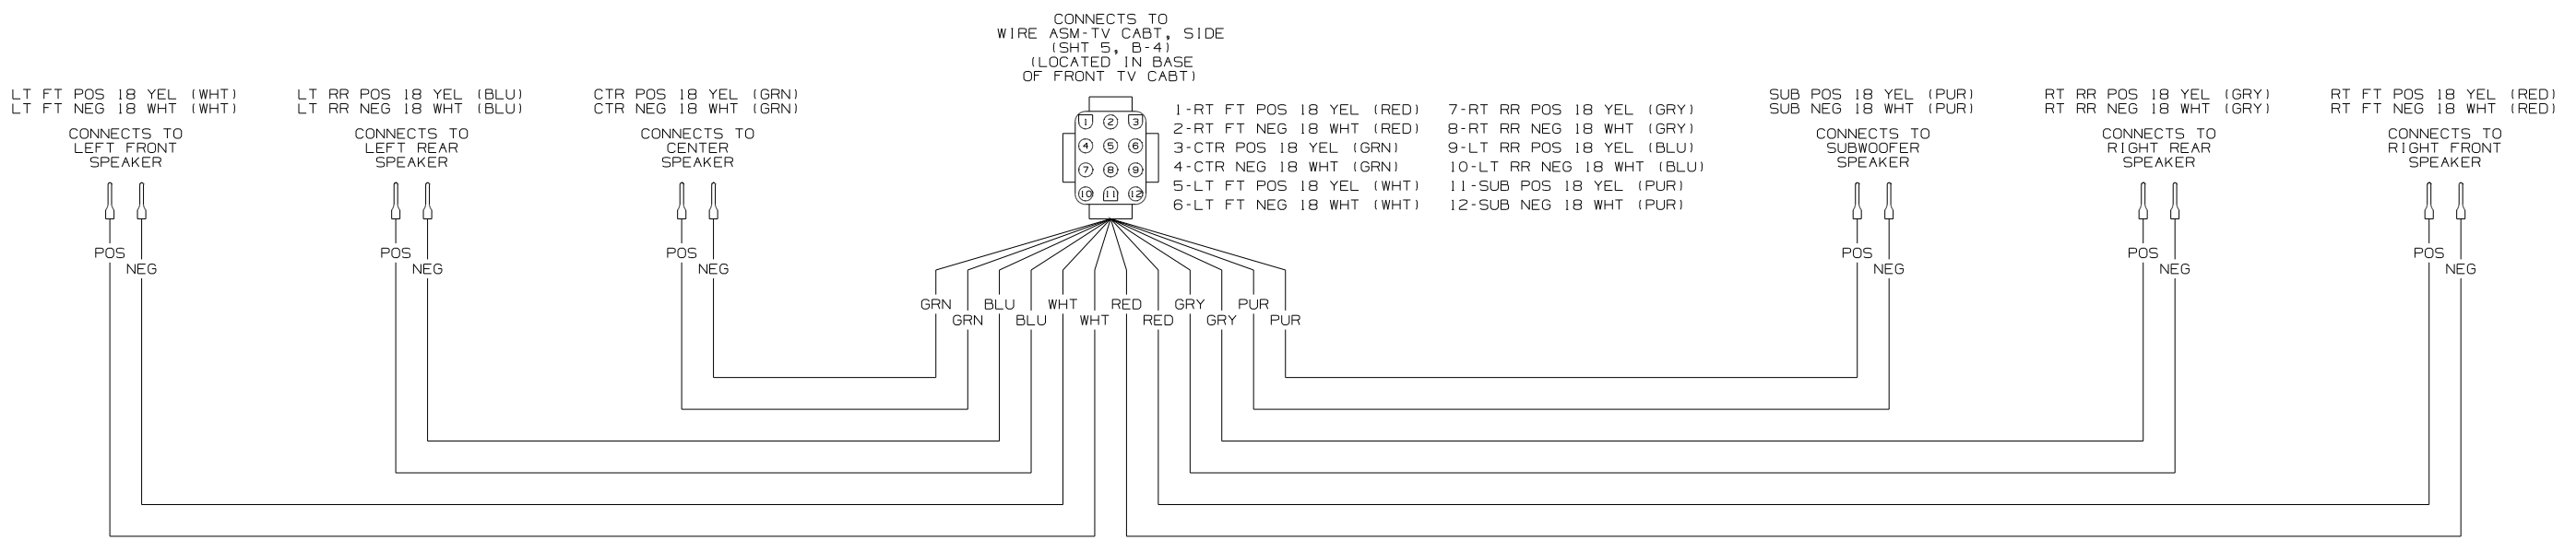 CONNECTS TO
WIRE ASM-TV CABT, SIDE
(SHT 5, B-4)
(LOCATED IN BASE
OF FRONT TV CABT)
LT FT POS 18 YEL (WHT)
LT FT NEG 18 WHT (WHT)
CONNECTS TO
LEFT FRONT
SPEAKER
POS
NEG
LT RR POS 18 YEL (BLU)
LT RR NEG 18 WHT (BLU)
CONNECTS TO
LEFT REAR
SPEAKER
POS
NEG
CTR POS 18 YEL (GRN)
CTR NEG 18 WHT (GRN)
CONNECTS TO
CENTER
SPEAKER
POS
NEG
1 2 3
4 5 6
7 8 9
10 11 12
1-RT FT POS 18 YEL (RED)
2-RT FT NEG 18 WHT (RED)
3-CTR POS 18 YEL (GRN)
4-CTR NEG 18 WHT (GRN)
5-LT FT POS 18 YEL (WHT)
6-LT FT NEG 18 WHT (WHT)
7-RT RR POS 18 YEL (GRY)
8-RT RR NEG 18 WHT (GRY)
9-LT RR POS 18 YEL (BLU)
10-LT RR NEG 18 WHT (BLU)
11-SUB POS 18 YEL (PUR)
12-SUB NEG 18 WHT (PUR)
GRN BLU WHT RED GRY PUR
GRN BLU WHT RED GRY PUR
SUB POS 18 YEL (PUR)
SUB NEG 18 WHT (PUR)
CONNECTS TO
SUBWOOFER
SPEAKER
POS
NEG
RT RR POS 18 YEL (GRY)
RT RR NEG 18 WHT (GRY)
CONNECTS TO
RIGHT REAR
SPEAKER
POS
NEG
RT FT POS 18 YEL (RED)
RT FT NEG 18 WHT (RED)
CONNECTS TO
RIGHT FRONT
SPEAKER
POS
NEG